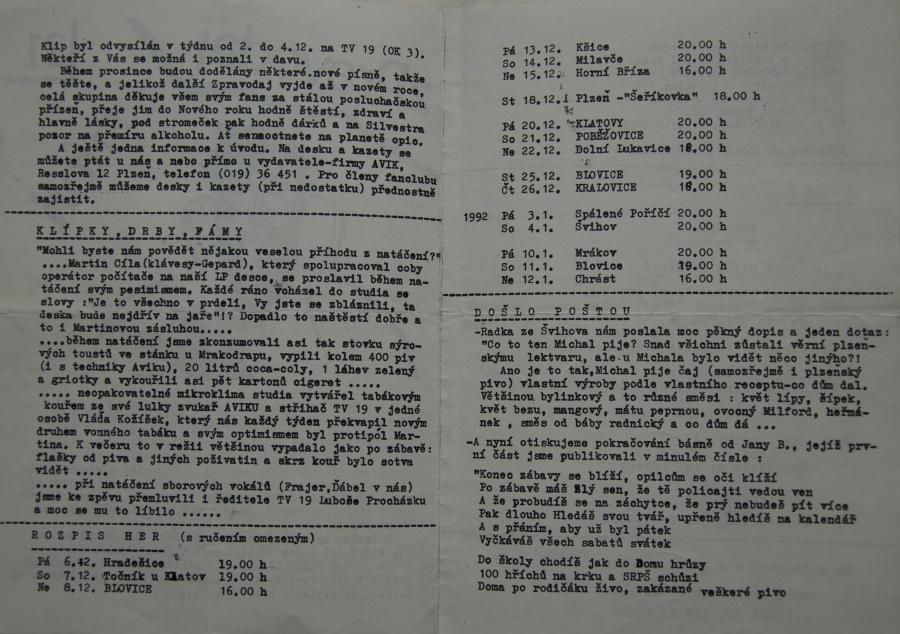 Klip byl odvysílán v týdnu od 2. do 4.12. na TV 19 (OK 3).
Někteří z Vás se možná i poznali v davu.
Během prosince budou dodělány některé.nové písně, takže
se těšte, a jelikož další Zpravodaj vyjde až v novém roce,
celá skupina děkuje všem svým fans za stálou posluchačskou
přízeň, přeje jim do Nového roku hodně štěstí, zdraví a
hlavně lásky, pod stromeček pak hodně dárků a na Silvestra
pozor na přemíru alkoholu. Ať senaootnete na planetě opic.
A ještě jedna informace k úvodu. Na desku a kazety se
můžete ptát u nás a nebo přímo u vydavatele-firmy AVIK,
Resslova 12 Plzeň, telefon (019) 36 451 . Pro členy fanclubu
samozřejmě můžeme desky i kazety (při nedostatku) přednostně
zajistit.
KLÍPKY,DRBY,FÁMY
"Mohli byste nám povědět nějakou veselou příhodu z natáčení?"
....Martin Cíla(klávesy-Gepard), který spolupracoval coby
operátor počítače na naší LP desce, se proslavil během na-
táčení svým pesimismem. Každé ráno vcházel do studia se
slovy :"Je to všechno v prdeli, Vy jste se zbláznili, ta
deska bude nejdřív na jaře"!? Dopadlo to naštěstí dobře a
to i Martinovou zásluhou.....
....během natáčení jsme zkonzumovali asi tak stovku sýro-
vých toustů ve stánku u Mrakodrapu, vypili kolem 400 piv
(i s techniky Aviku), 20 litrů coca-coly, 1 láhev zelený
a griotky a vykouřili asi pět kartonů cigeret .....
..... neopakovatelné mikroklima studia vytvářel tabákovým
kouřem ze své lulky zvukař AVIKU a střihač TV 19 v jedné
osobě Vláďa Kožíšek, který nás každý týden překvapil novým
druhem vonného tabáku a svým optimismem byl protipól Mar-
tina. K večeru to v režii většinou vypadalo jako po zábavě:
flašky od piva a jiných poživatin a skrz kouř bylo sotva
vidět .....
..... při natáčení sborových vokálů (Frajer,Ďábel v nás)
jsme ke zpěvu přemluvili i ředitele TV 19 Luboše Procházku
a moc se mu to líbilo ......
ROZPIS HER (s ručením omezeným)
Pá 6.12. Hradešice 19.00 h
So 7.12. Točník u Klatov 19.00 h
Ne 8.12. BLOVICE 16.00 h
Pá 13.12. Kšice 20.00 h
So 14.12. Milavče 20.00 h
Ne 15.12. Horní Bříza 16.00 h
St 18.12. Plzeň -"Šeříkovka" 18.00 h
Pá 20.12. KLATOVY 20.00 h
So 21.12. POBĚŽOVICE 20.00 h
Ne 22.12. Dolní Lukavice 18.00 h
St 25.12. BLOVICE 19.00 h
Čt 26.12. KRALOVICE 18.00 h
1992 Pá 3.1. Spálené Poříčí 20.00 h
So 4.1. Švihov 20.00 h
Pá 10.1. Mrákov 20.00 h
So 11.1. Blovice 19.00 h
Ne 12.1. Chrást 16.00 h
DOŠLO POŠTOU
-Radka ze Švihova nám poslala moc pěkný dopis a jeden dotaz:
"Co to ten Michal pije? Snad všichni zůstali věrní plzeň-
skýmu lektvaru, ale u Michala bylo vidět něco jinýho?!
Ano je to tak,Michal pije čaj (samozřejmě i plzeňský
pivo) vlastní výroby podle vlastního receptu-co dům dal.
Většinou bylinkový a to různé směsi : květ lípy, šípek,
květ bezu, mangový, mátu peprnou, ovocný Milford, heřmá-
nek , směs od báby radnický a co dům dá ...
-A nyní otiskujeme pokračování básně od Jany B., jejíž prv-
ní část jsme publikovali v minulém čísle :
"Konec zábavy se blíží, opilcům se oči klíží
Po zábavě máš zlý sen, že tě policajti vedou ven
A že probudíš se na záchytce, že prý nebudeš pít více
Pak dlouho Hledáš svou tvář, upřeně hledíš na kalendář
A s přáním, aby už byl pátek
Vyčkáváš všech sabatů svátek
Do školy chodíš jak do Domu hrůzy
100 hříchů na krku a SRPŠ schůzi
Doma po rodičáku živo, zakázané veškeré pivo